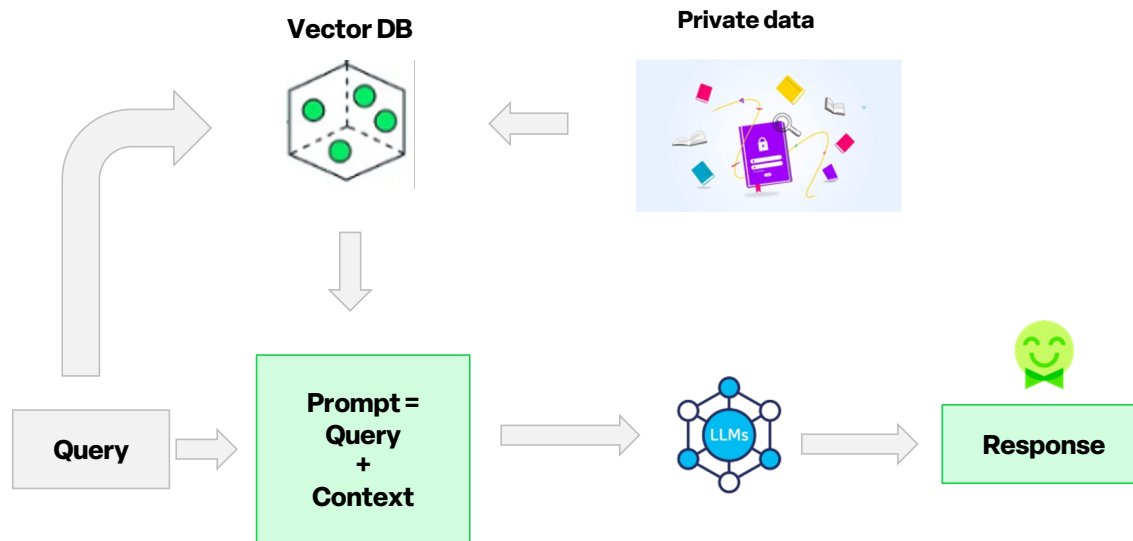 Vector DB
Private data
Query
Prompt =
Query
+
Context
LLMs
Response